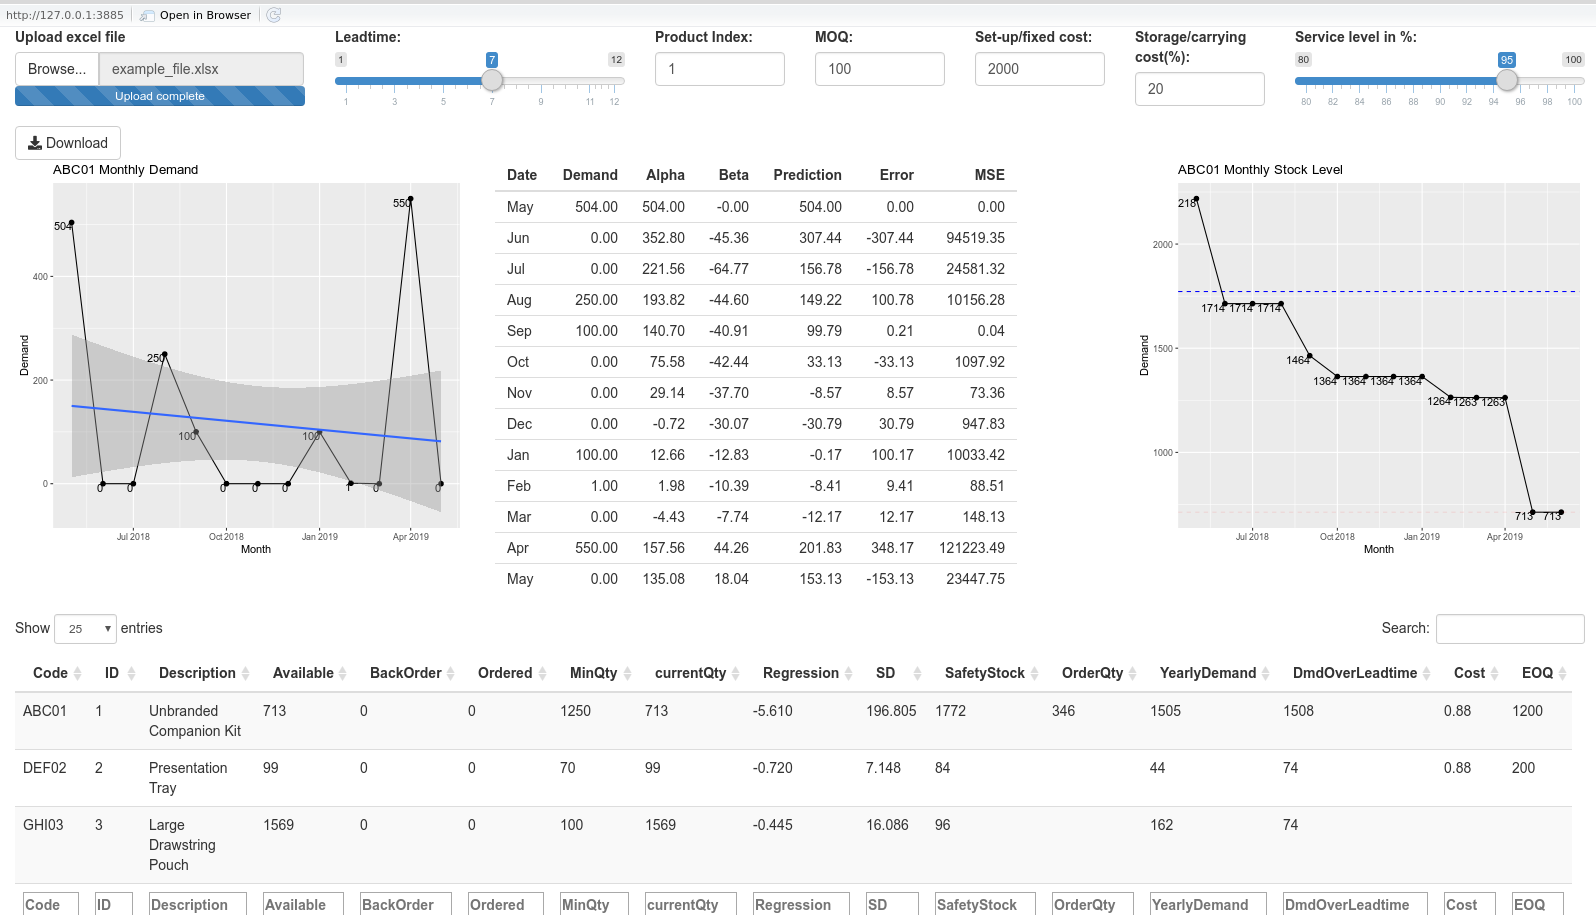 http://127.0.0.1:3885 Open in Browser
Upload excel file
Browse... example_file.xlsx
Upload complete
Leadtime:
1 7 12
1 3 5 7 9 11 12
Product Index:
1
MOQ:
100
Set-up/fixed cost:
2000
Storage/carrying
cost(%):
20
Service level in %:
80 95 100
80 82 84 86 88 90 92 94 96 98 100
Download
ABC01 Monthly Demand
Demand
400
200
0
504
0
0
250
100
0
0
0
100
1
0
550
0
Jul 2018 Oct 2018 Jan 2019 Apr 2019
Month
Date Demand Alpha Beta Prediction Error MSE
May 504.00 504.00 -0.00 504.00 0.00 0.00
Jun 0.00 352.80 -45.36 307.44 -307.44 94519.35
Jul 0.00 221.56 -64.77 156.78 -156.78 24581.32
Aug 250.00 193.82 -44.60 149.22 100.78 10156.28
Sep 100.00 140.70 -40.91 99.79 0.21 0.04
Oct 0.00 75.58 -42.44 33.13 -33.13 1097.92
Nov 0.00 29.14 -37.70 -8.57 8.57 73.36
Dec 0.00 -0.72 -30.07 -30.79 30.79 947.83
Jan 100.00 12.66 -12.83 -0.17 100.17 10033.42
Feb 1.00 1.98 -10.39 -8.41 9.41 88.51
Mar 0.00 -4.43 -7.74 -12.17 12.17 148.13
Apr 550.00 157.56 44.26 201.83 348.17 121223.49
May 0.00 135.08 18.04 153.13 -153.13 23447.75
ABC01 Monthly Stock Level
Demand
2000
1500
1000
218
1714 1714 1714
1464
1364 1364 1364 1364
1264 1263 1263
713 713
Jul 2018 Oct 2018 Jan 2019 Apr 2019
Month
Show 25 entries
Search:
Code ID Description Available BackOrder Ordered MinQty currentQty Regression SD SafetyStock OrderQty YearlyDemand DmdOverLeadtime Cost EOQ
ABC01 1 Unbranded 713 0 0 1250 713 -5.610 196.805 1772 346 1505 1508 0.88 1200
Companion Kit
DEF02 2 Presentation 99 0 0 70 99 -0.720 7.148 84 44 74 0.88 200
Tray
GHI03 3 Large 1569 0 0 100 1569 -0.445 16.086 96 162 74
Drawstring
Pouch
Code ID Description Available BackOrder Ordered MinQty currentQty Regression SD SafetyStock OrderQty YearlyDemand DmdOverLeadtime Cost EOQ